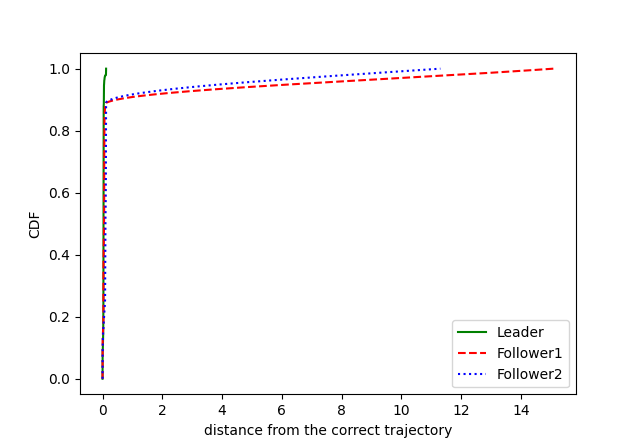 1.0
0.8
0.6
0.4
0.2
0.0
CDF
0 2 4 6 8 10 12 14
distance from the correct trajectory
Leader
Follower1
Follower2